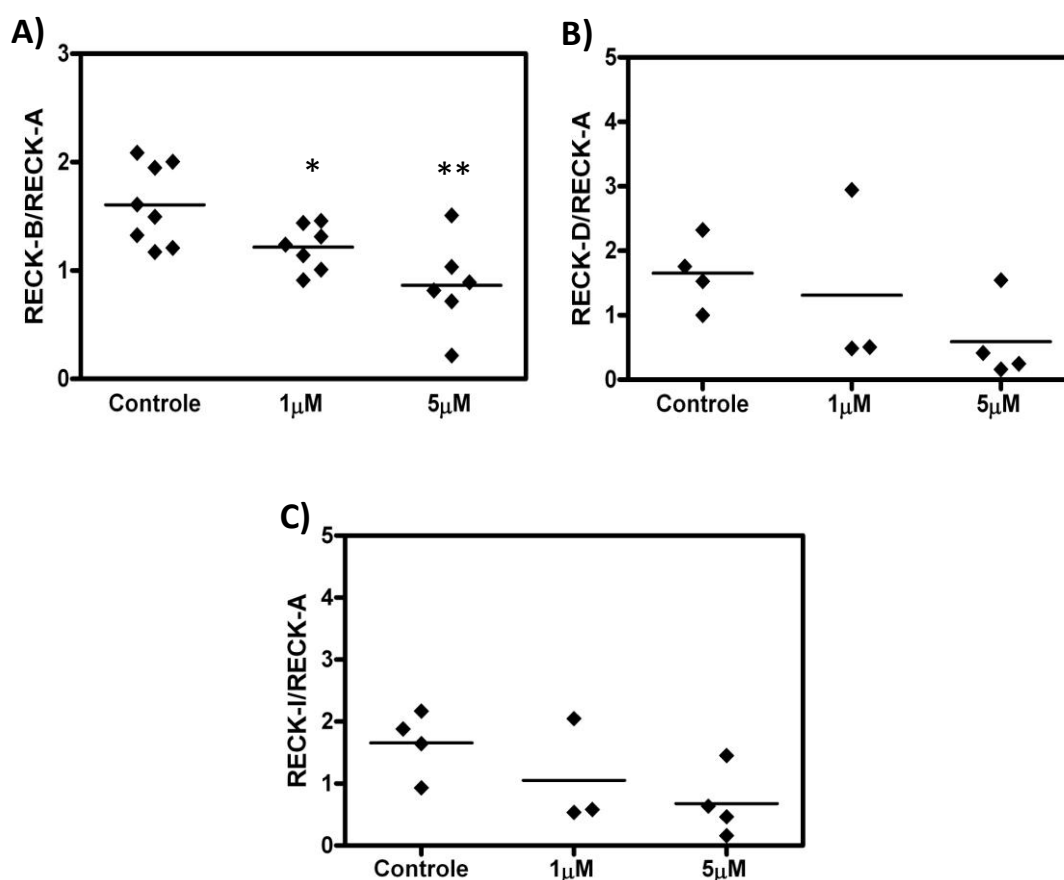 A)
RECK-B/RECK-A
3
2
1
0
* **
Controle 1μM 5μM
B)
RECK-D/RECK-A
5
4
3
2
1
0
Controle 1μM 5μM
C)
RECK-I/RECK-A
5
4
3
2
1
0
Controle 1μM 5μM